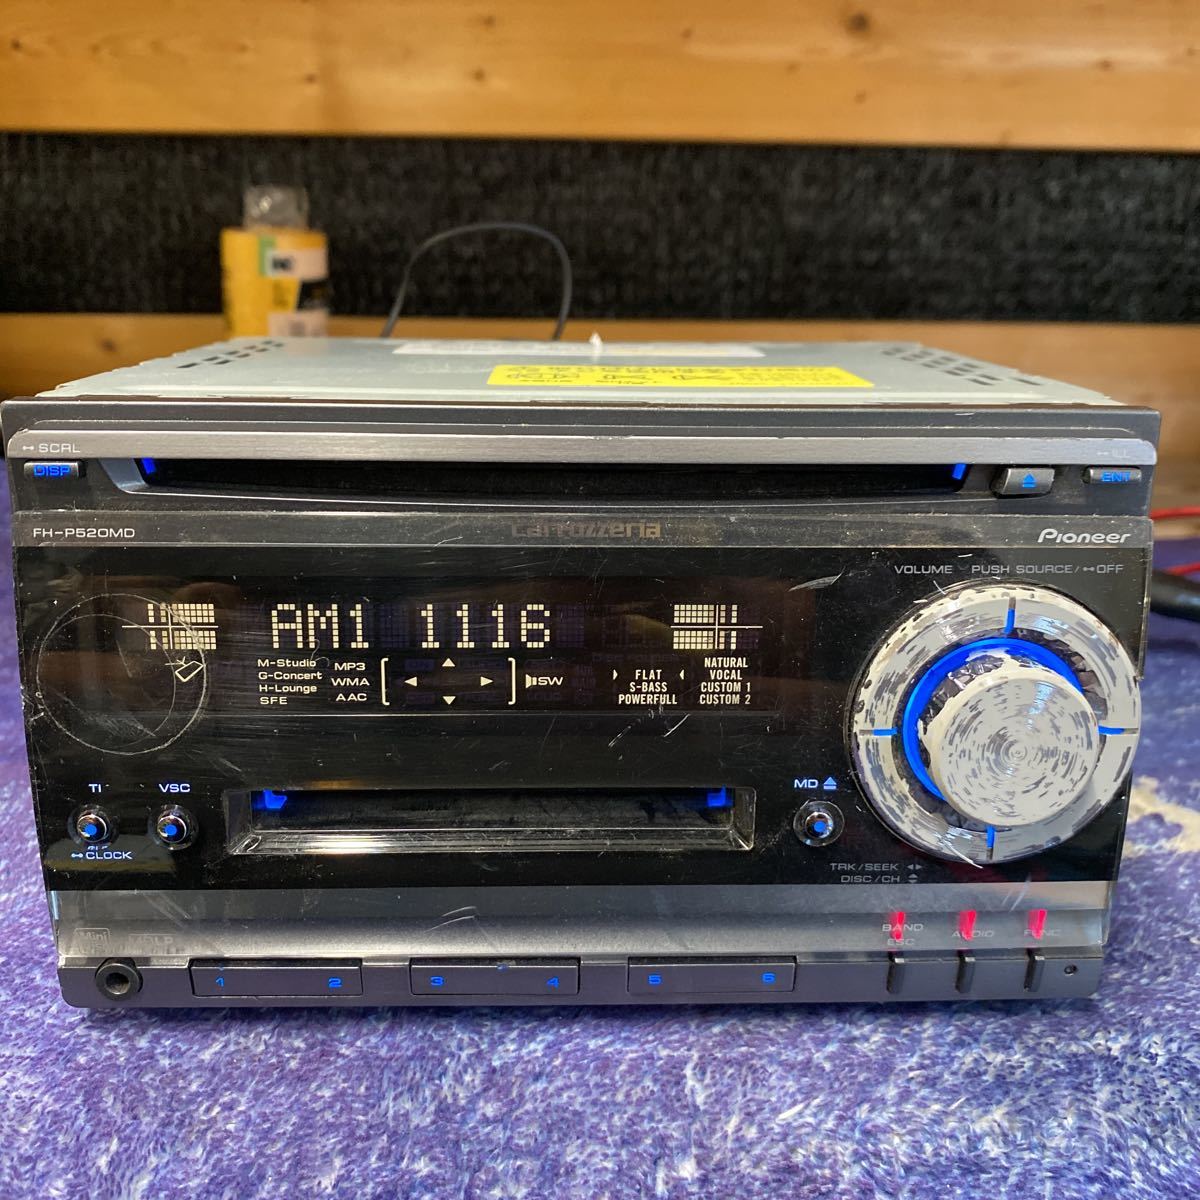 SCRL
ILL
DISP
ENT
FH-P520MD
carrozzeria
Pioneer
VOLUME PUSH SOURCE/ OFF
AM1 1116
M-Studio
G-Concert
H-Lounge
SFE
MP3
WMA
AAC
SW
FLAT
S-BASS
POWERFULL
NATURAL
VOCAL
CUSTOM 1
CUSTOM 2
VSC
MD
CLOCK
TRK/SEEK
DISC/CH
BAND
ESC
AUDIO
FUNC
Mini
MDLP
1 2 3 4 5 6